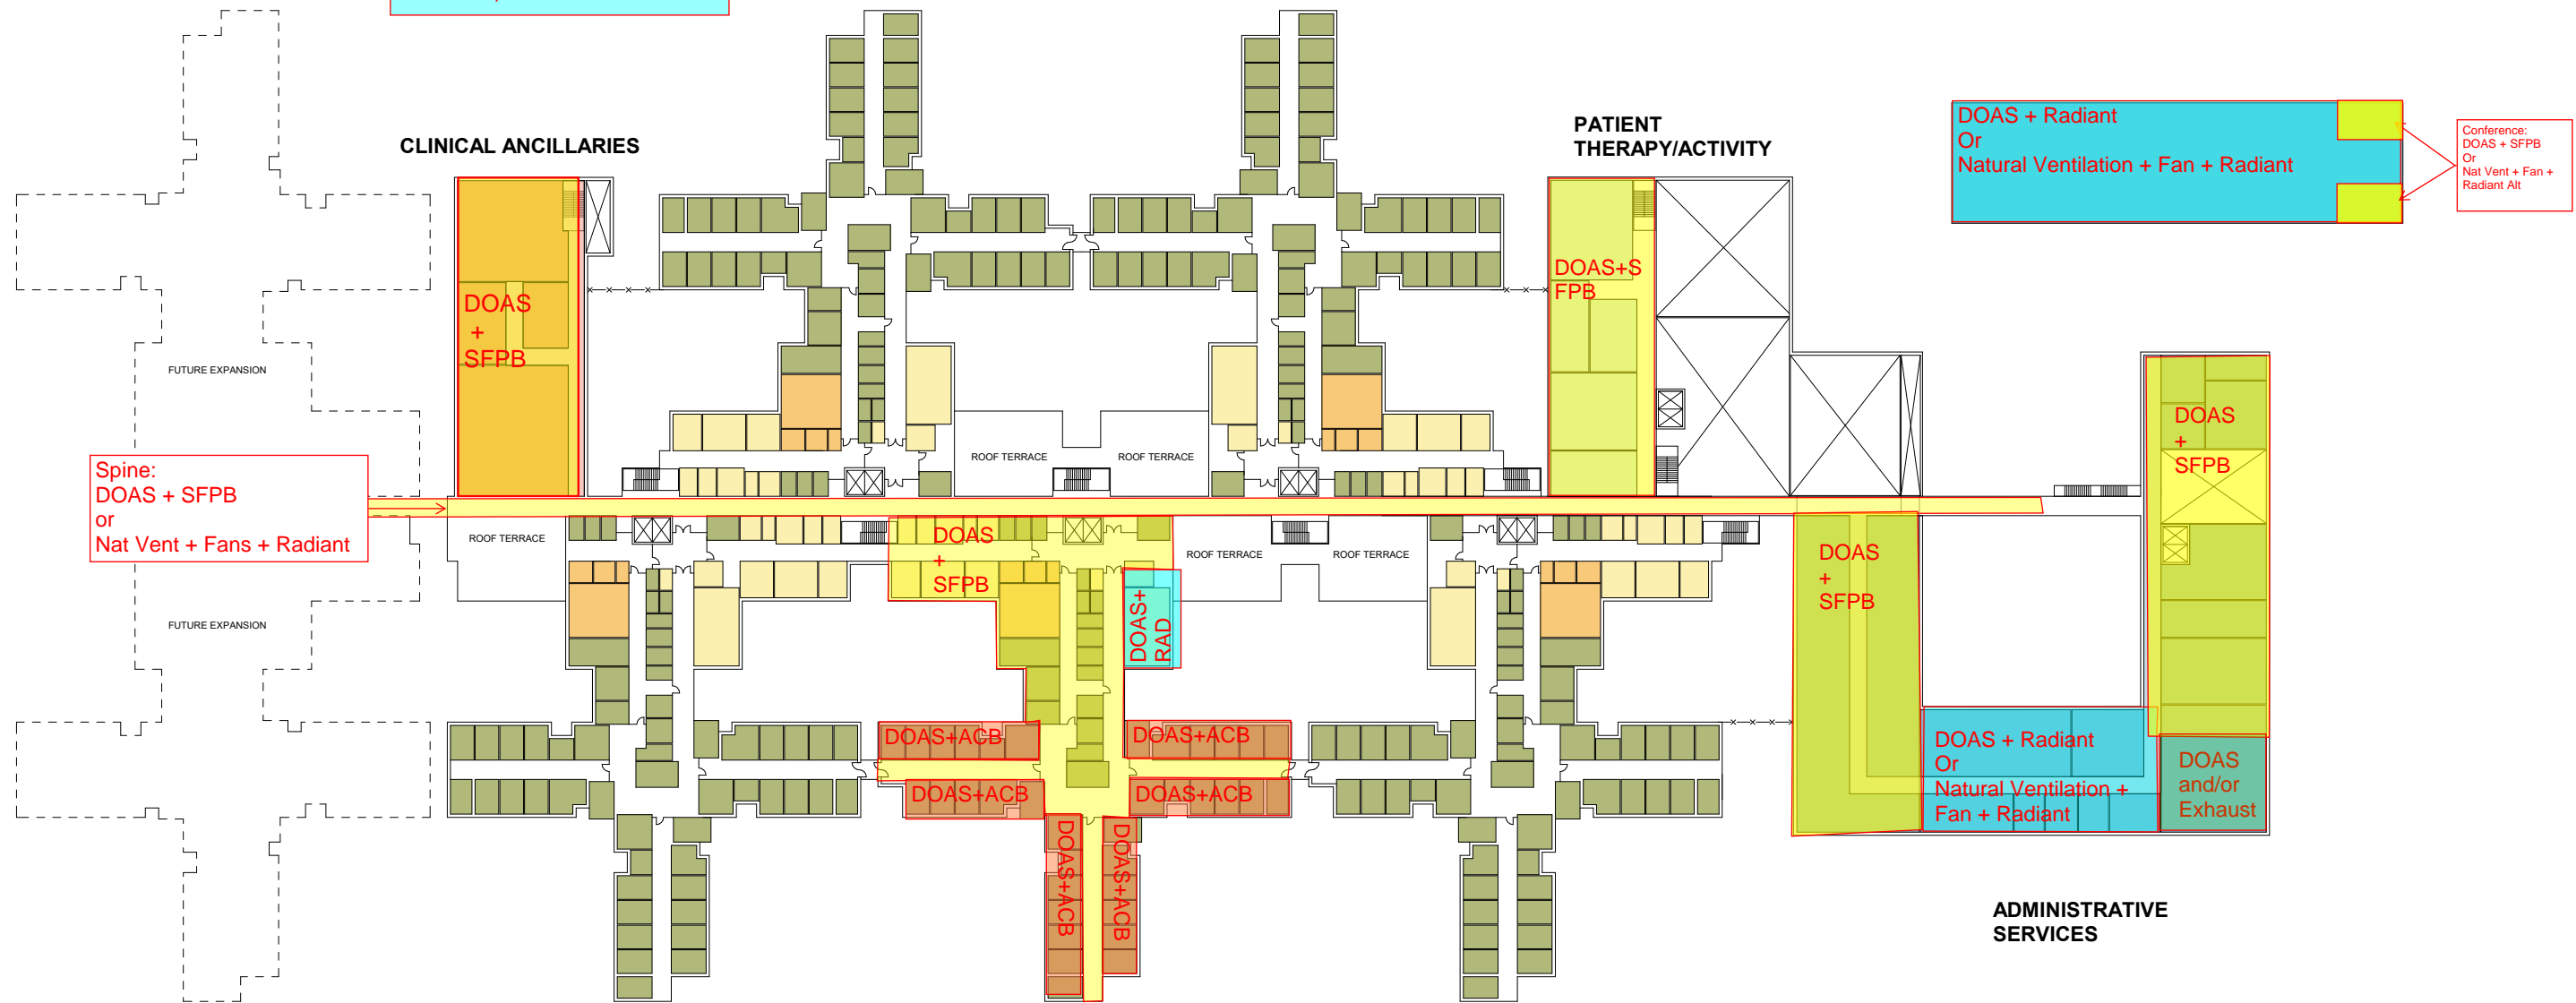 CLINICAL ANCILLARIES
PATIENT
THERAPY/ACTIVITY
DOAS + Radiant
Or
Natural Ventilation + Fan + Radiant
Conference:
DOAS + SFPB
Or
Nat Vent + Fan +
Radiant Alt
DOAS
+
SFPB
DOAS+S
FPB
FUTURE EXPANSION
DOAS
+
SFPB
ROOF TERRACE
ROOF TERRACE
Spine:
DOAS + SFPB
or
Nat Vent + Fans + Radiant
ROOF TERRACE
DOAS
+
SFPB
ROOF TERRACE
ROOF TERRACE
DOAS
+
SFPB
DOAS+
RAD
FUTURE EXPANSION
DOAS+ACB
DOAS+ACB
DOAS+ACB
DOAS+ACB
DOAS+ACB
DOAS+ACB
DOAS + Radiant
Or
Natural Ventilation +
Fan + Radiant
DOAS
and/or
Exhaust
ADMINISTRATIVE
SERVICES